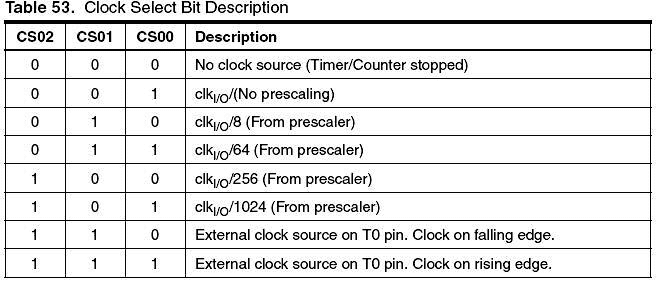 Table 53. Clock Select Bit Description
CS02 CS01 CS00 Description
0 0 0 No clock source (Timer/Counter stopped)
0 0 1 clkI/O/(No prescaling)
0 1 0 clkI/O/8 (From prescaler)
0 1 1 clkI/O/64 (From prescaler)
1 0 0 clkI/O/256 (From prescaler)
1 0 1 clkI/O/1024 (From prescaler)
1 1 0 External clock source on T0 pin. Clock on falling edge.
1 1 1 External clock source on T0 pin. Clock on rising edge.